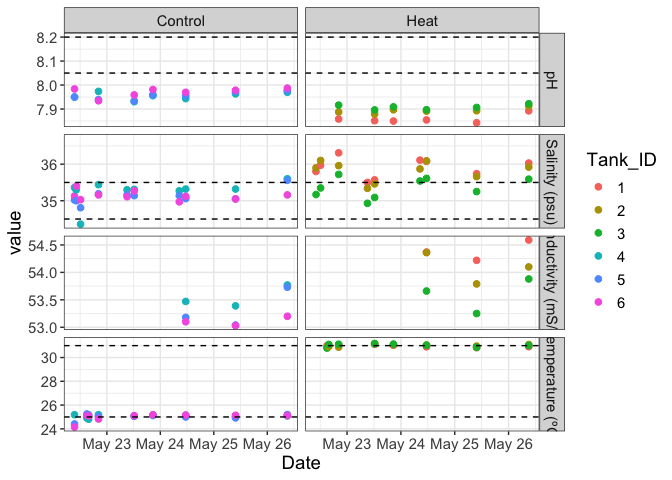 Control Heat
8.2
8.1
8.0
7.9
pH
36
35
Salinity (psu)
54.5
54.0
53.5
53.0
nductivity (mS/
30
28
26
24
emperature (°C
May 23 May 24 May 25 May 26 May 23 May 24 May 25 May 26
Date
value
Tank_ID
1
2
3
4
5
6